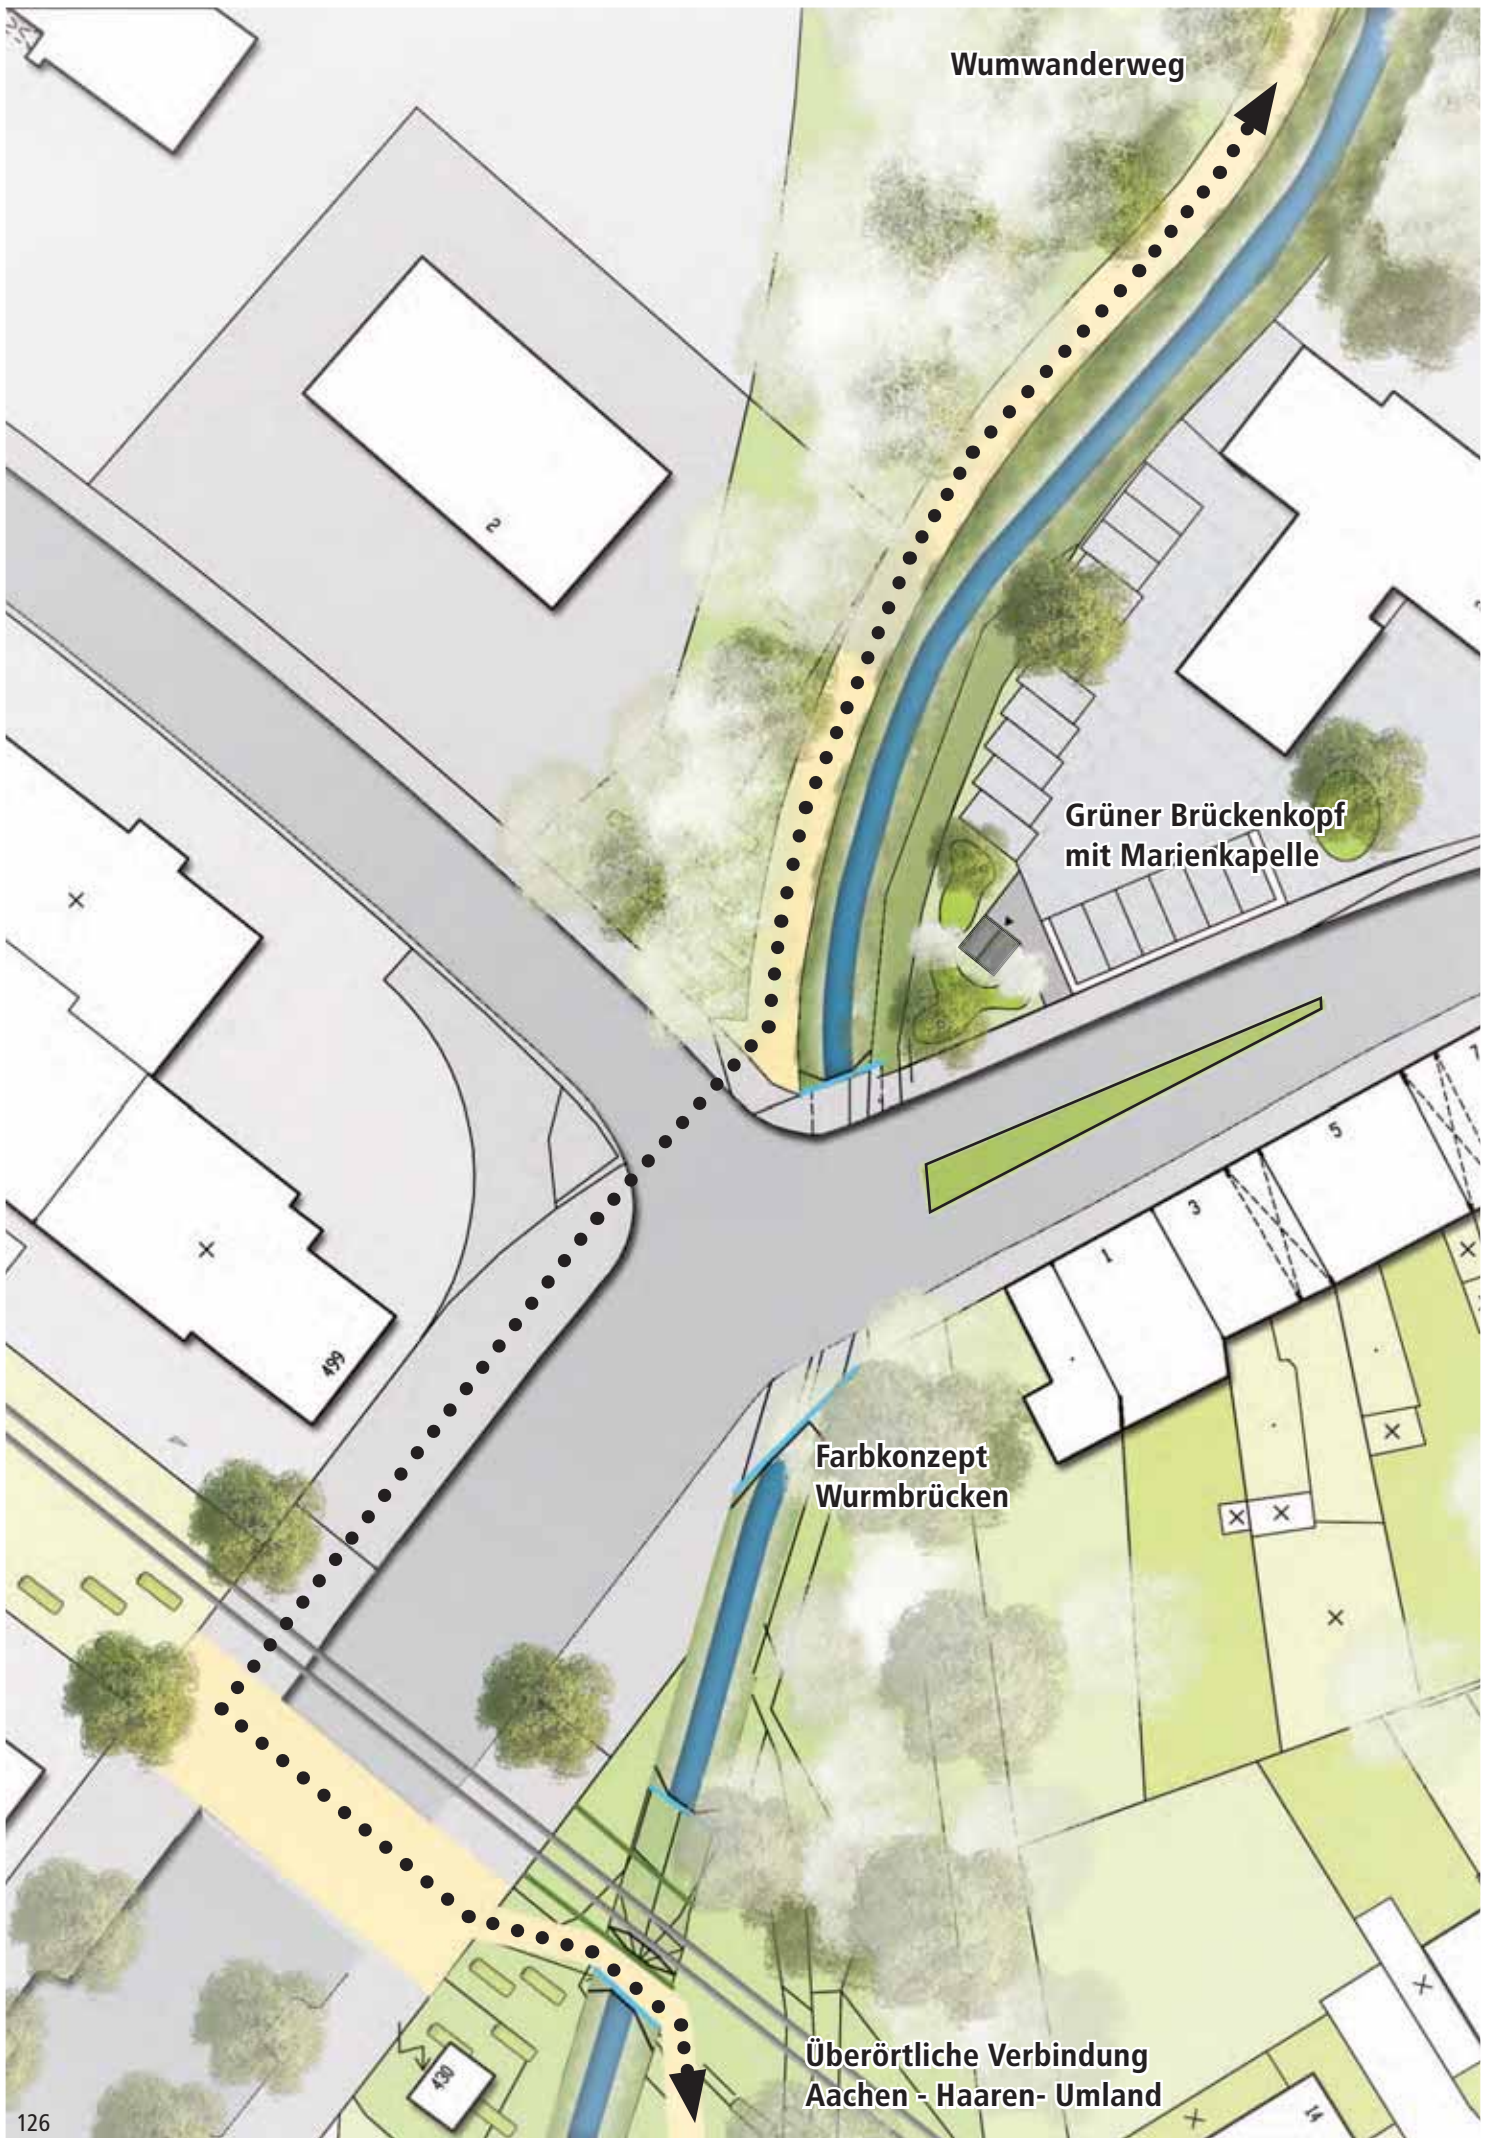 Wumwanderweg
2
Grüner Brückenkopf
mit Marienkapelle
7
5
3
1
499
Farbkonzept
Wurmbrücken
430
Überörtliche Verbindung
Aachen - Haaren- Umland
14
126